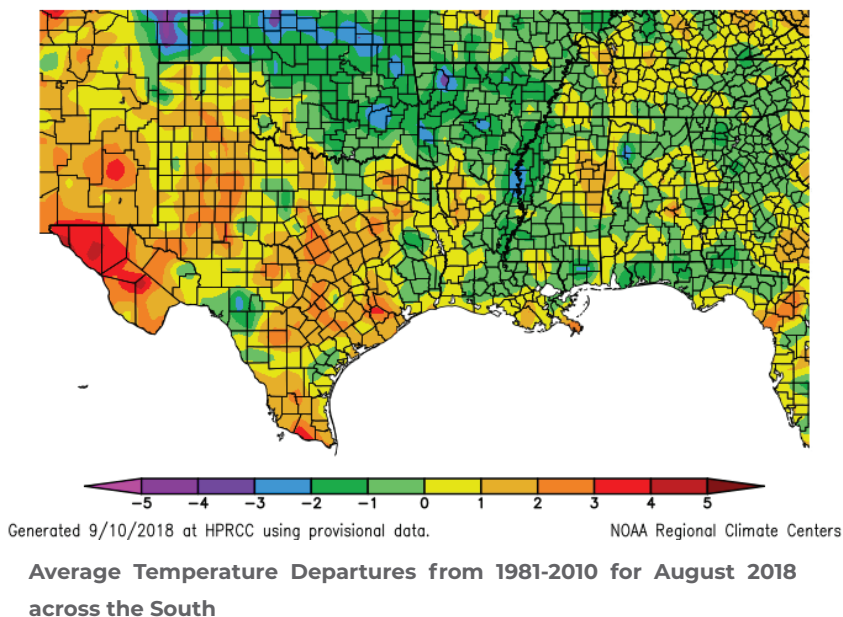 -5 -4 -3 -2 -1 0 1 2 3 4 5
Generated 9/10/2018 at HPRCC using provisional data. NOAA Regional Climate Centers
Average Temperature Departures from 1981-2010 for August 2018
across the South